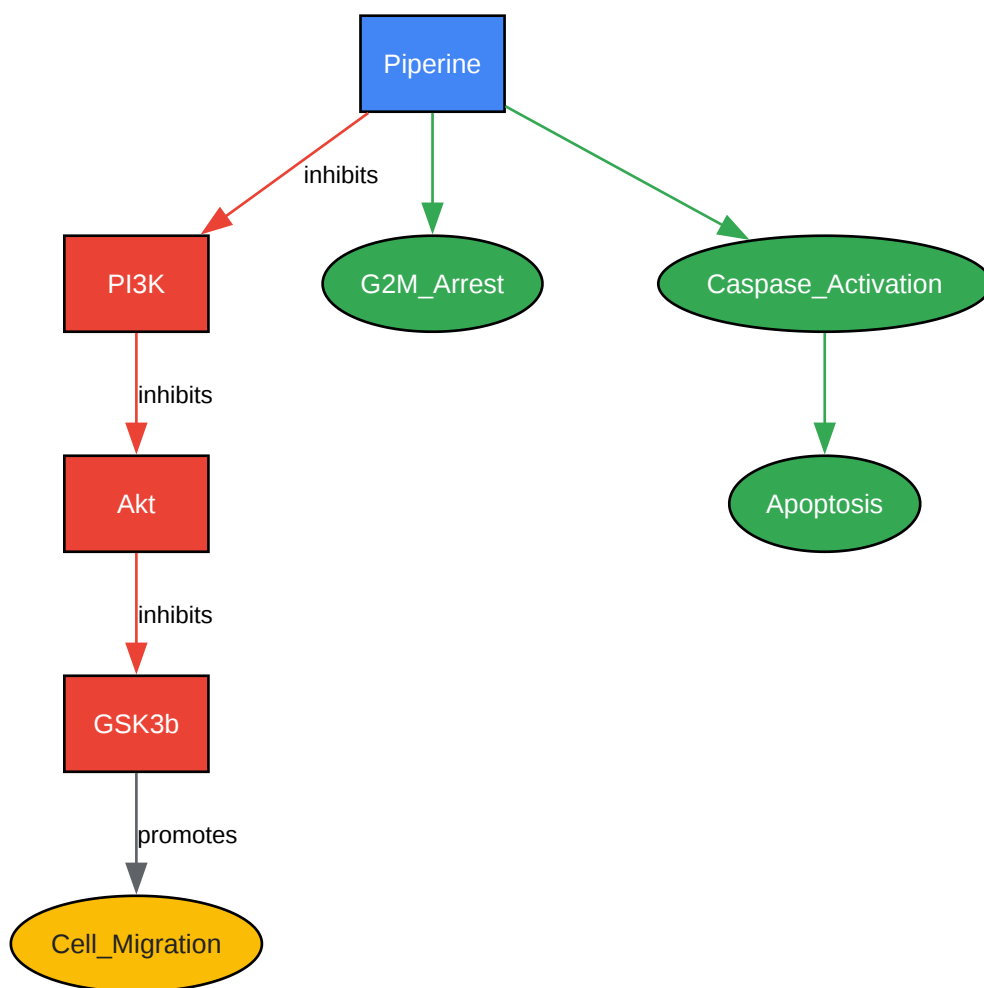 Piperine
inhibits
PI3K
G2M_Arrest
Caspase_Activation
inhibits
Akt
Apoptosis
inhibits
GSK3b
promotes
Cell_Migration